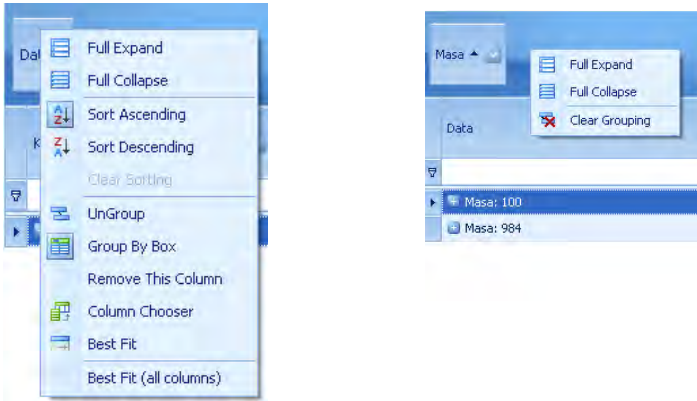 Full Expand
Full Collapse
Sort Ascending
Sort Descending
Clear Sorting
UnGroup
Group By Box
Remove This Column
Column Chooser
Best Fit
Best Fit (all columns)
Masa
Full Expand
Full Collapse
Clear Grouping
Data
Masa: 100
Masa: 984